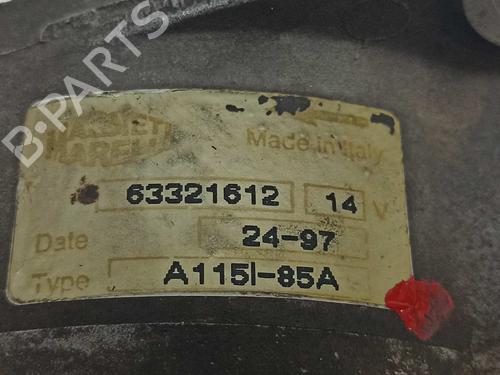 B-PARTS
MAGNETI
MARELLI
Made in Italy
63321612 14 V
Date 24-97
Type A115I-85A